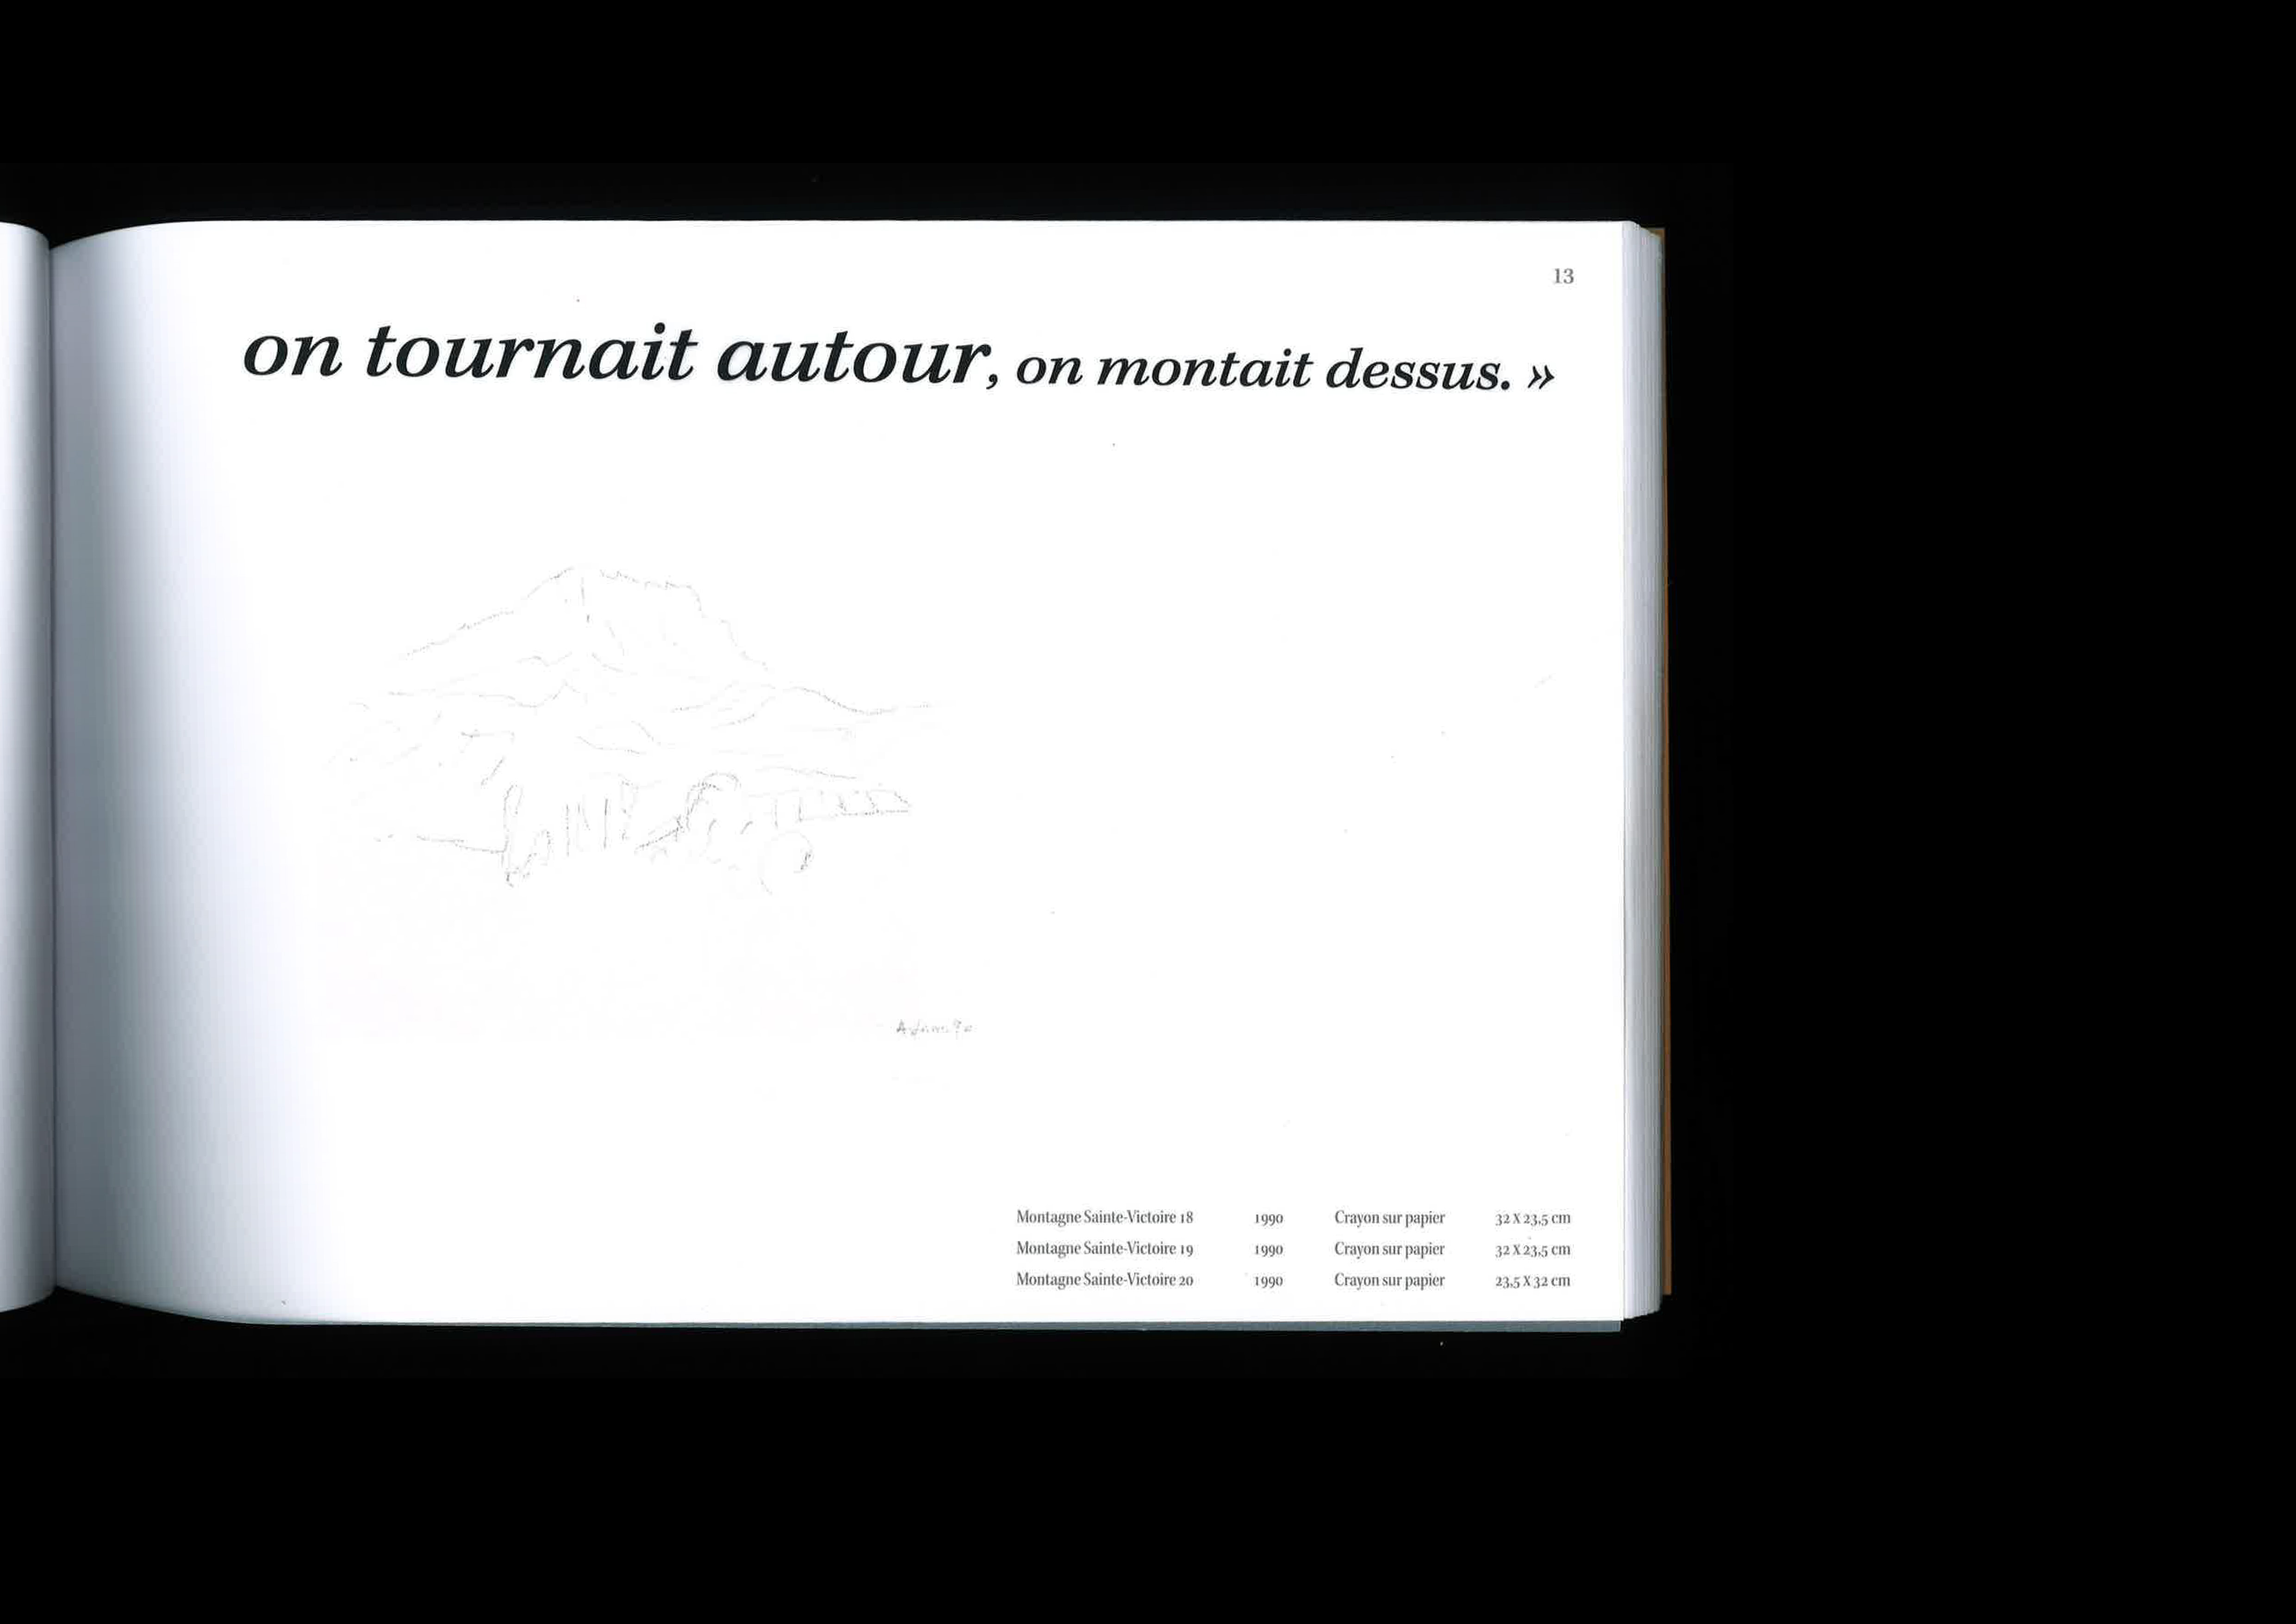 13
on tournait autour, on montait dessus. »
Montagne Sainte-Victoire 18 1990 Crayon sur papier 32 X 23,5 cm
Montagne Sainte-Victoire 19 1990 Crayon sur papier 32 X 23,5 cm
Montagne Sainte-Victoire 20 1990 Crayon sur papier 23,5 X 32 cm